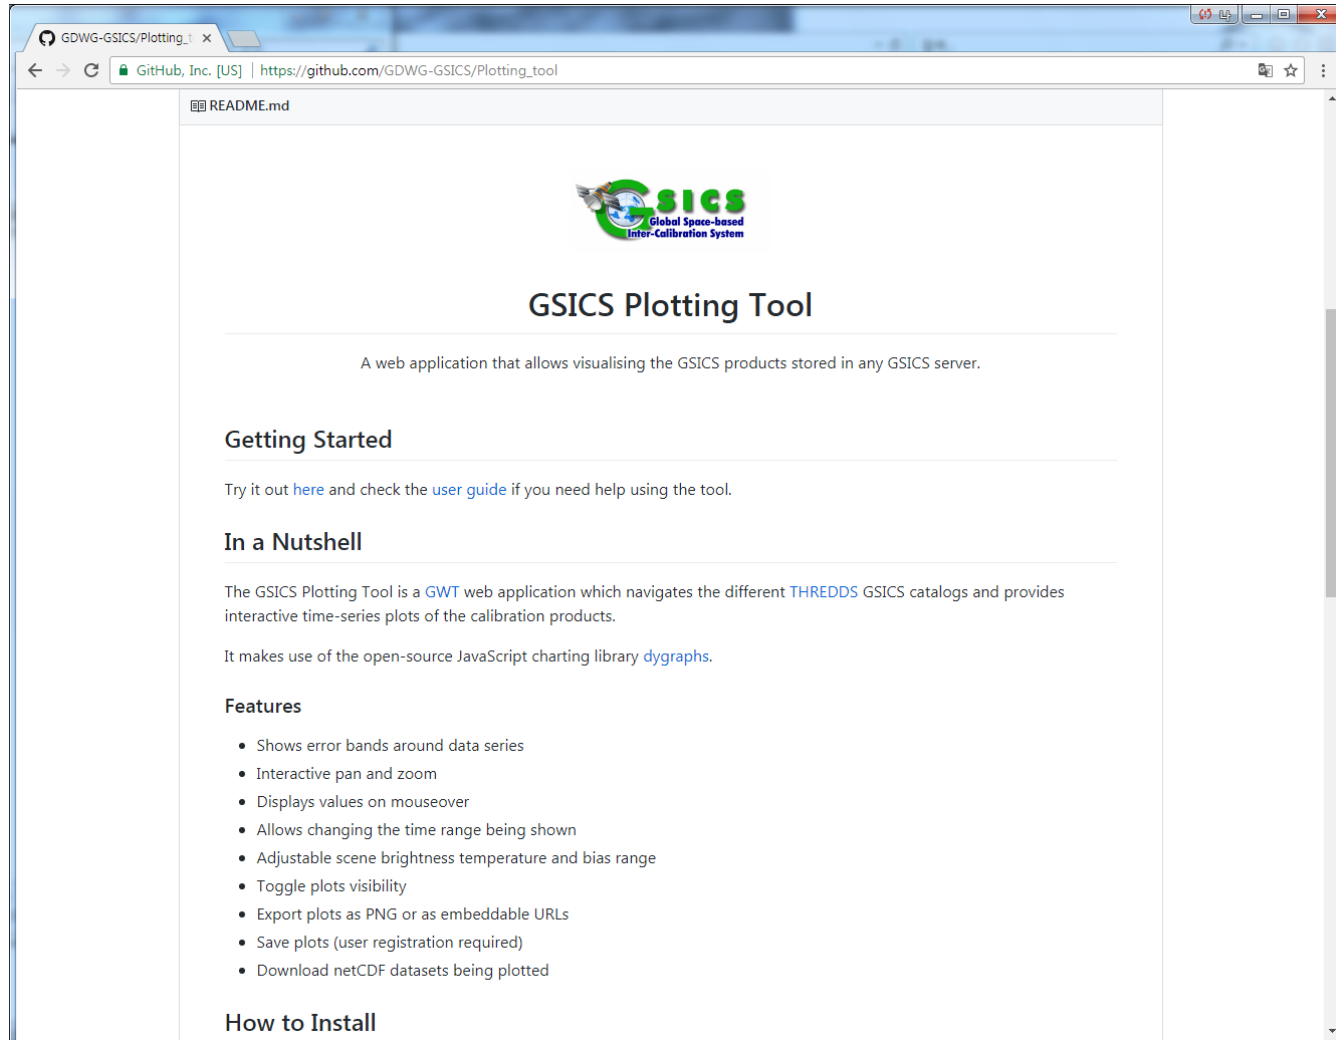 GDWG-GSICS/Plotting_t
GitHub, Inc. [US] | https://github.com/GDWG-GSICS/Plotting_tool
README.md
GSICS
Global Space-based
Inter-Calibration System
GSICS Plotting Tool
A web application that allows visualising the GSICS products stored in any GSICS server.
Getting Started
Try it out here and check the user guide if you need help using the tool.
In a Nutshell
The GSICS Plotting Tool is a GWT web application which navigates the different THREDDS GSICS catalogs and provides
interactive time-series plots of the calibration products.
It makes use of the open-source JavaScript charting library dygraphs.
Features
• Shows error bands around data series
• Interactive pan and zoom
• Displays values on mouseover
• Allows changing the time range being shown
• Adjustable scene brightness temperature and bias range
• Toggle plots visibility
• Export plots as PNG or as embeddable URLs
• Save plots (user registration required)
• Download netCDF datasets being plotted
How to Install